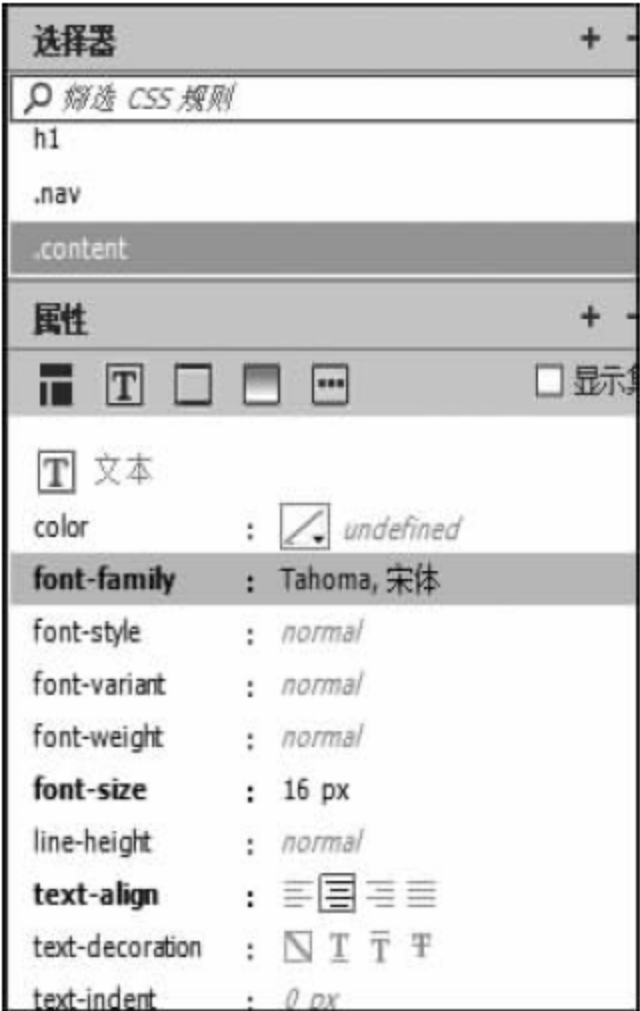 选择器 + -
筛选 CSS 规则
h1
.nav
.content
属性 + -
T 显示
T 文本
color : undefined
font-family : Tahoma, 宋体
font-style : normal
font-variant : normal
font-weight : normal
font-size : 16 px
line-height : normal
text-align :
text-decoration : T T T
text-indent : 0 px